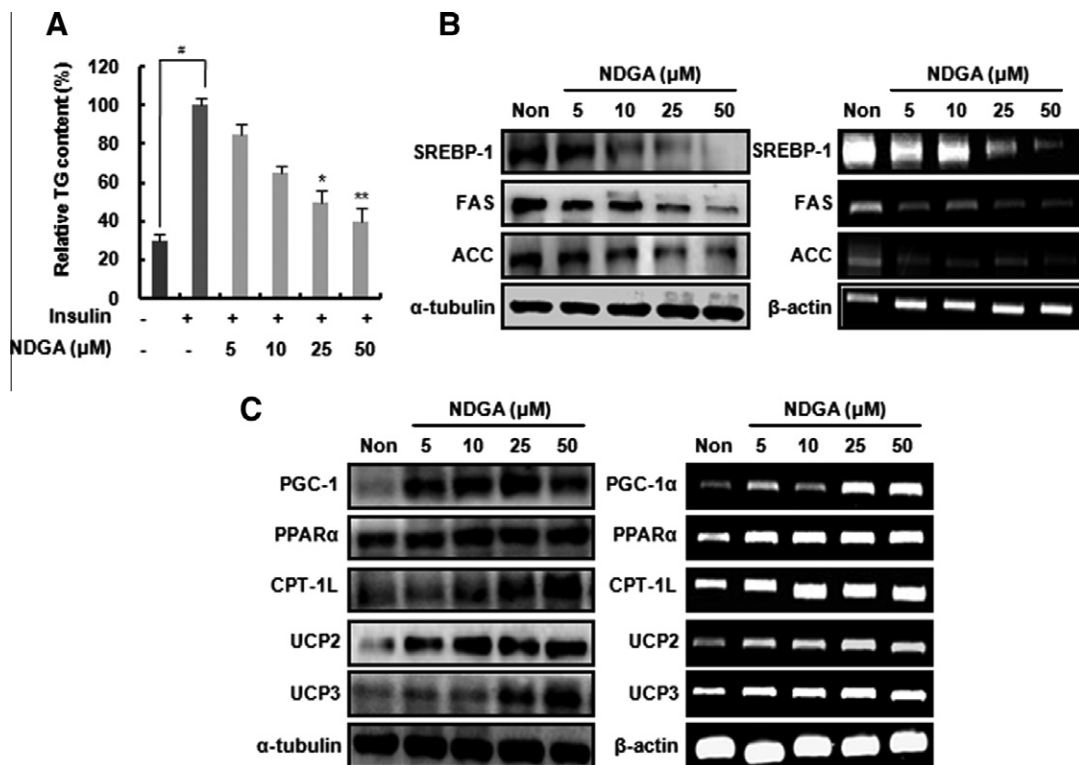 A
#
Relative TG content (%)
120
100
80
60
40
20
0
Insulin - + + + + +
NDGA (μM) - - 5 10 25 50
*
**
B
NDGA (μM)
Non 5 10 25 50
SREBP-1
FAS
ACC
α-tubulin
NDGA (μM)
Non 5 10 25 50
SREBP-1
FAS
ACC
β-actin
C
NDGA (μM)
Non 5 10 25 50
PGC-1
PPARα
CPT-1L
UCP2
UCP3
α-tubulin
NDGA (μM)
Non 5 10 25 50
PGC-1α
PPARα
CPT-1L
UCP2
UCP3
β-actin